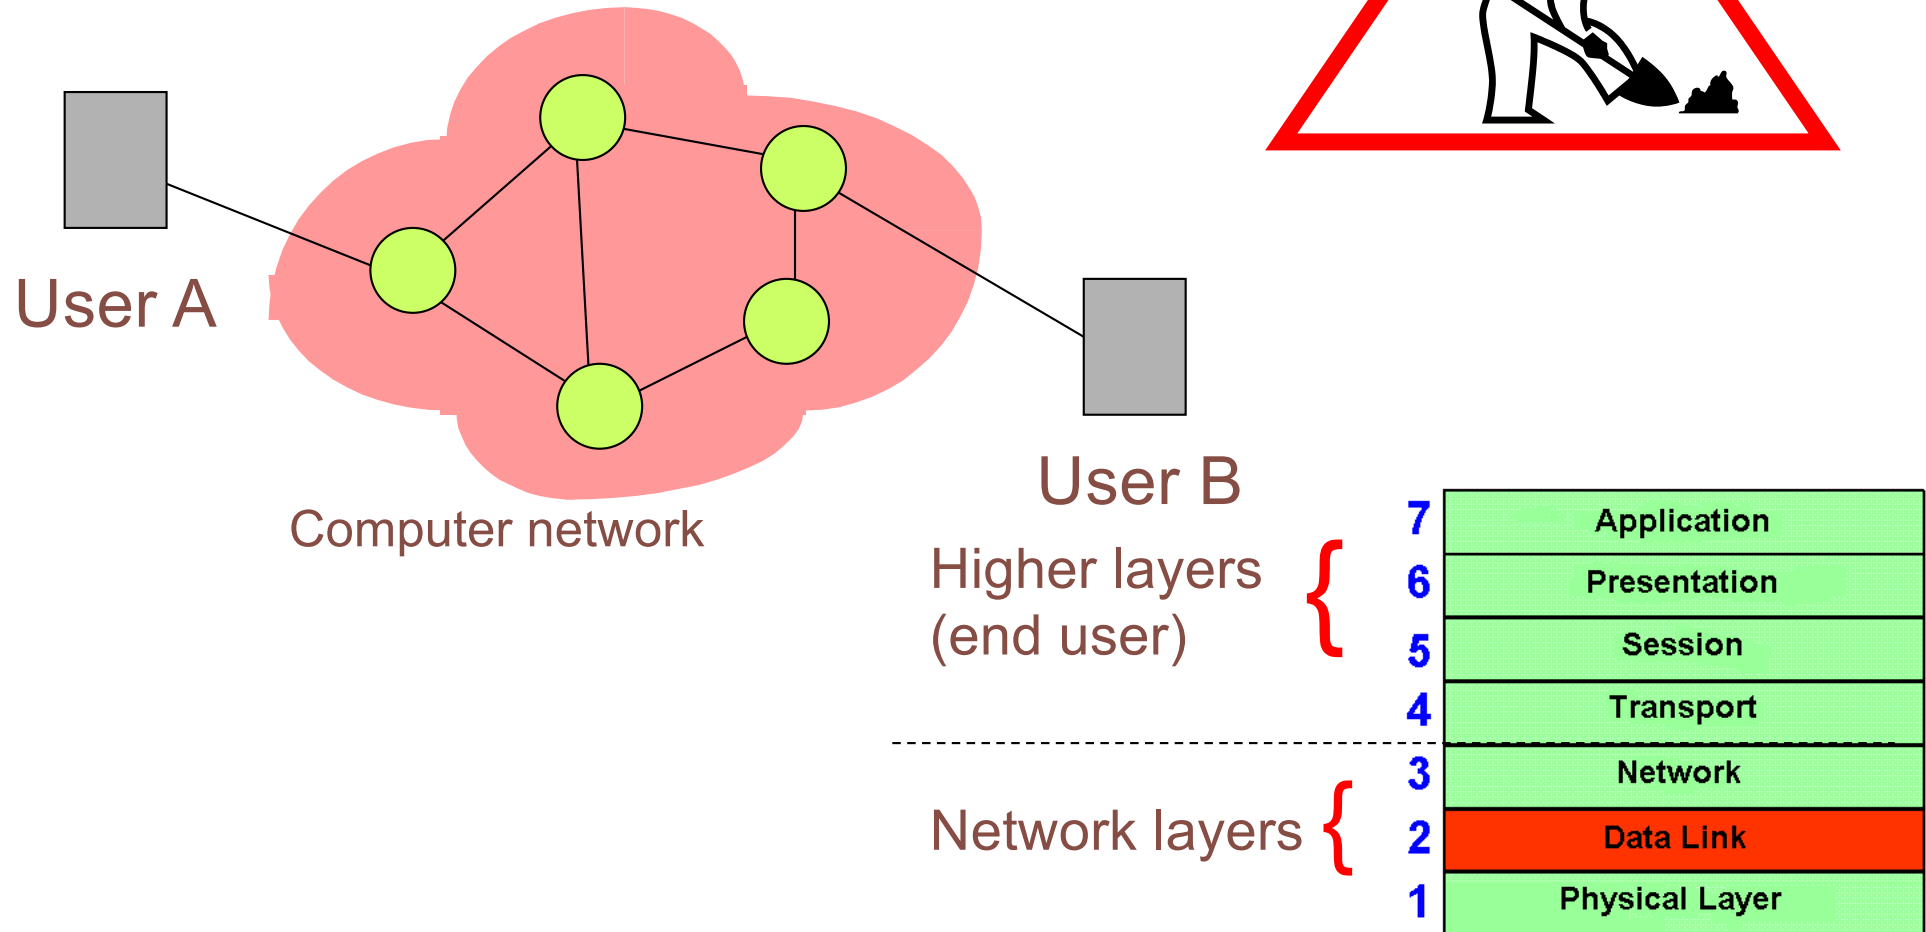 User A
Computer network
User B
Higher layers
(end user)
Network layers
7 Application
6 Presentation
5 Session
4 Transport
3 Network
2 Data Link
1 Physical Layer